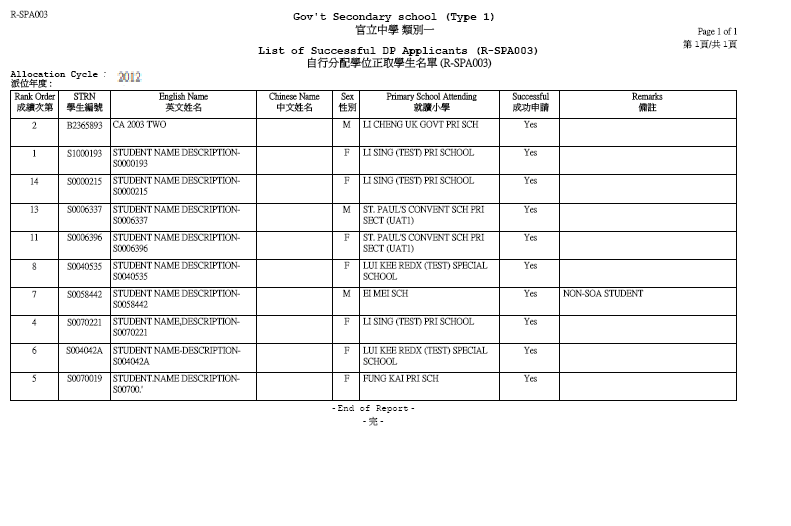 R-SPA003
Gov't Secondary school (Type 1)
官立中學 類別一
Page 1 of 1
第 1頁/共 1頁
List of Successful DP Applicants (R-SPA003)
自行分配學位正取學生名單 (R-SPA003)
Allocation Cycle : 2012
派位年度 :
Rank Order STRN English Name Chinese Name Sex Primary School Attending Successful Remarks
成績次第 學生編號 英文姓名 中文姓名 性別 就讀小學 成功申請 備註
2 B2365893 CA 2003 TWO M LI CHENG UK GOVT PRI SCH Yes
1 S1000193 STUDENT NAME DESCRIPTION- F LI SING (TEST) PRI SCHOOL Yes
S0000193
14 S0000215 STUDENT NAME DESCRIPTION- F LI SING (TEST) PRI SCHOOL Yes
S0000215
13 S0006337 STUDENT NAME DESCRIPTION- M ST. PAUL'S CONVENT SCH PRI Yes
S0006337 SECT (UAT1)
11 S0006396 STUDENT NAME DESCRIPTION- F ST. PAUL'S CONVENT SCH PRI Yes
S0006396 SECT (UAT1)
8 S0040535 STUDENT NAME DESCRIPTION- F LUI KEE REDX (TEST) SPECIAL Yes
S0040535 SCHOOL
7 S0058442 STUDENT NAME DESCRIPTION- M EI MEI SCH Yes NON-SOA STUDENT
S0058442
4 S0070221 STUDENT NAME,DESCRIPTION- F LI SING (TEST) PRI SCHOOL Yes
S0070221
6 S004042A STUDENT NAME-DESCRIPTION- F LUI KEE REDX (TEST) SPECIAL Yes
S004042A SCHOOL
5 S0070019 STUDENT.NAME DESCRIPTION- F FUNG KAI PRI SCH Yes
S00700.'
- End of Report -
- 完 -